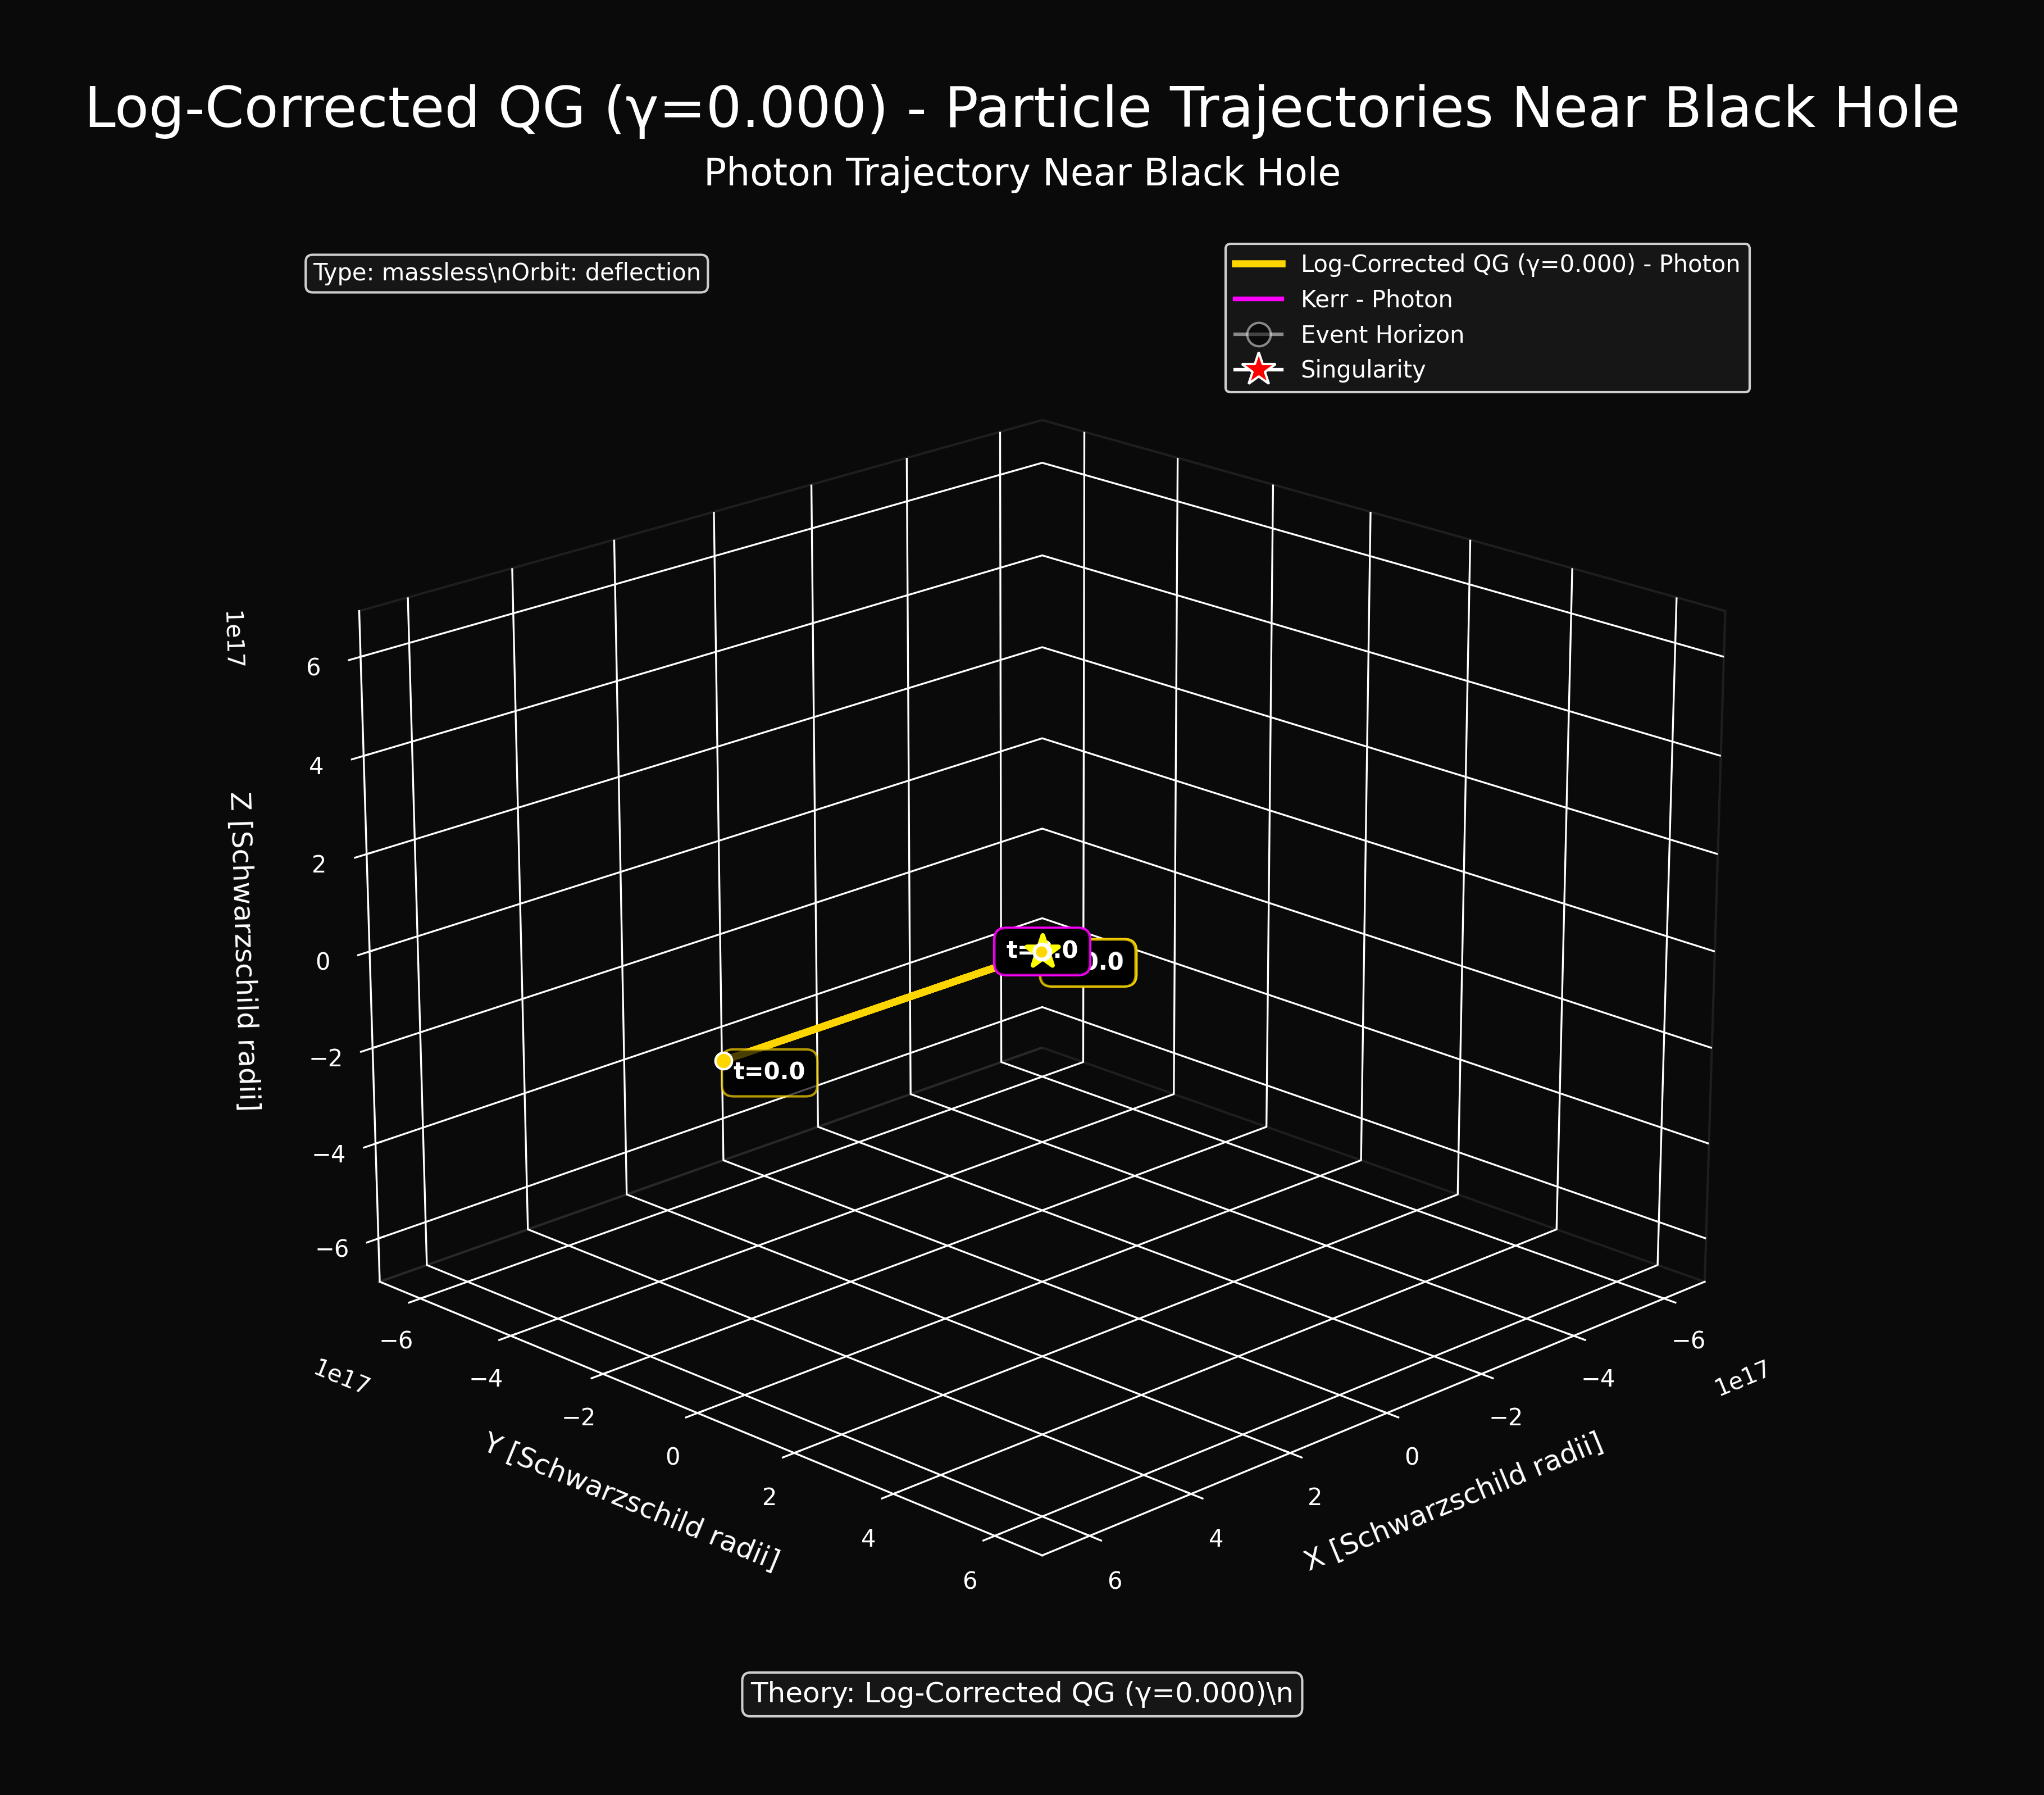 Log-Corrected QG (γ=0.000) - Particle Trajectories Near Black Hole
Photon Trajectory Near Black Hole
Type: massless\nOrbit: deflection
Log-Corrected QG (γ=0.000) - Photon
Kerr - Photon
Event Horizon
Singularity
1e17
6
4
2
0
−2
−4
−6
Z [Schwarzschild radii]
t=0.0
1e17
−6
−4
−2
0
2
4
6
Y [Schwarzschild radii]
6
4
2
0
−2
−4
−6
1e17
X [Schwarzschild radii]
Theory: Log-Corrected QG (γ=0.000)\n